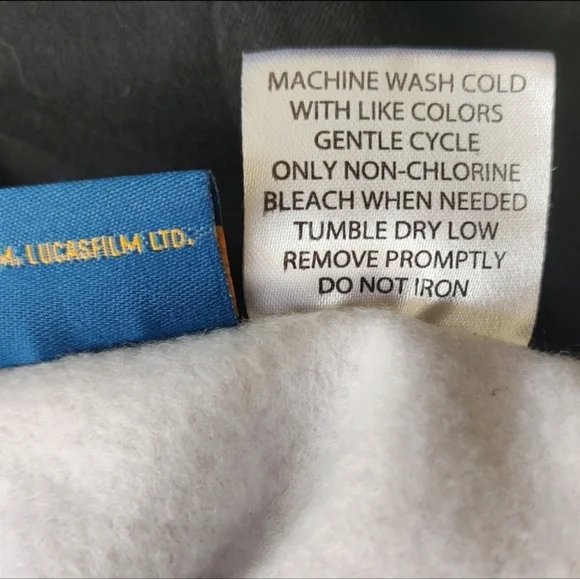 M. LUCASFILM LTD.
MACHINE WASH COLD
WITH LIKE COLORS
GENTLE CYCLE
ONLY NON-CHLORINE
BLEACH WHEN NEEDED
TUMBLE DRY LOW
REMOVE PROMPTLY
DO NOT IRON